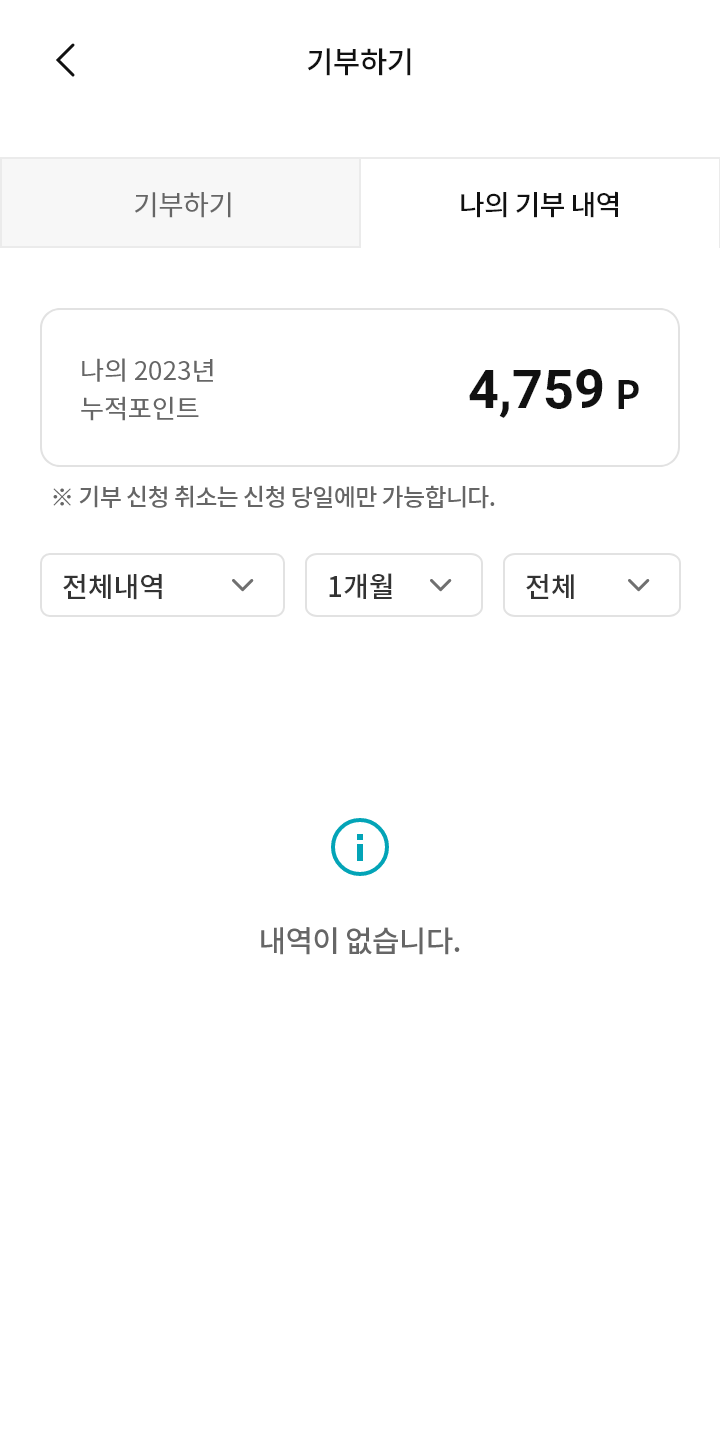 기부하기
기부하기
나의 기부 내역
나의 2023년
누적포인트
4,759 P
※ 기부 신청 취소는 신청 당일에만 가능합니다.
전체내역
1개월
전체
내역이 없습니다.